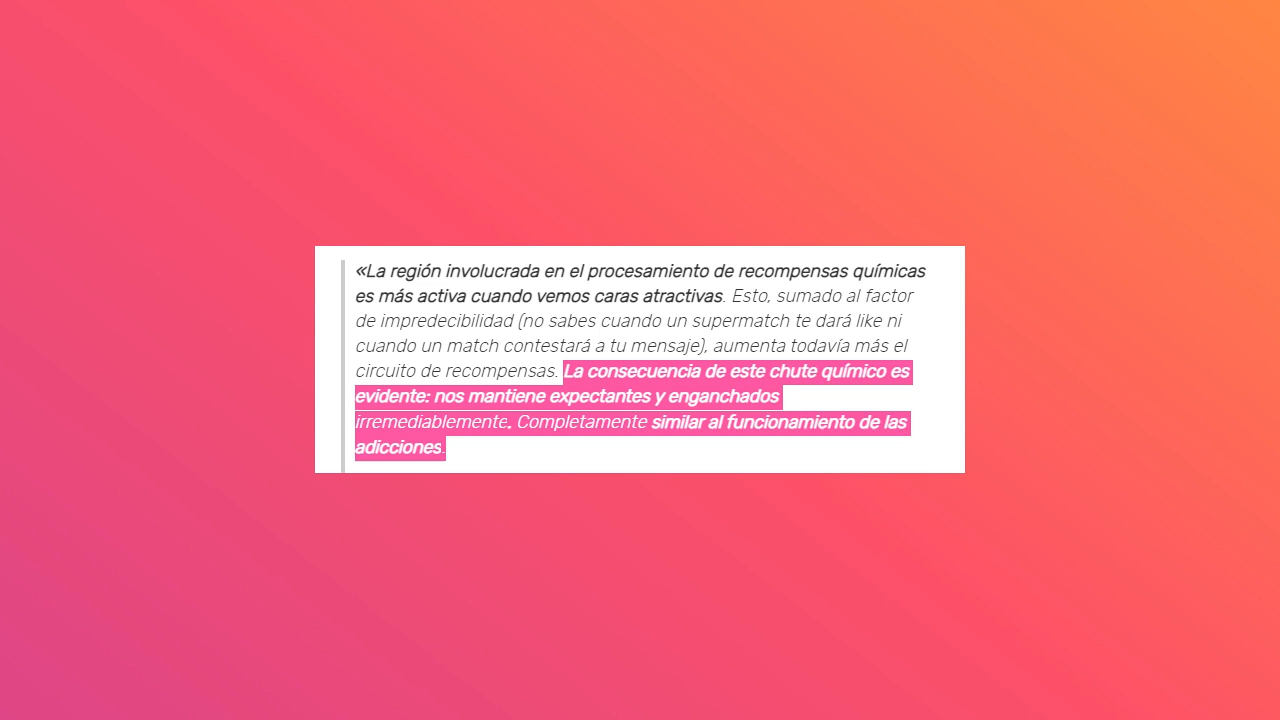 «La región involucrada en el procesamiento de recompensas químicas
es más activa cuando vemos caras atractivas. Esto, sumado al factor
de impredecibilidad (no sabes cuando un supermatch te dará like ni
cuando un match contestará a tu mensaje), aumenta todavía más el
circuito de recompensas. La consecuencia de este chute químico es
evidente: nos mantiene expectantes y enganchados
irremediablemente. Completamente similar al funcionamiento de las
adicciones.